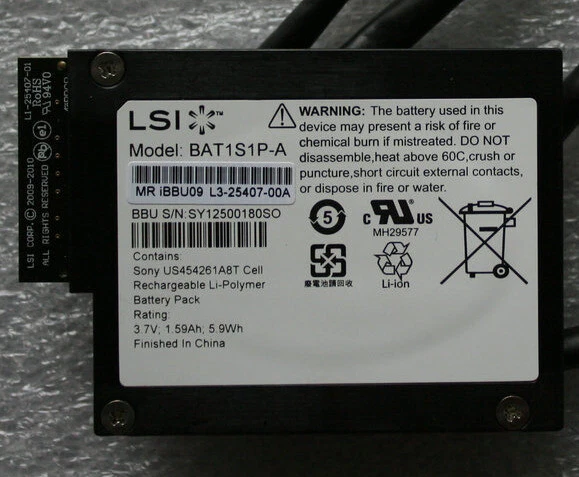 LSI
Model: BAT1S1P-A
MR iBBU09 L3-25407-00A
BBU S/N:SY12500180SO
Contains:
Sony US454261A8T Cell
Rechargeable Li-Polymer
Battery Pack
Rating:
3.7V; 1.59Ah; 5.9Wh
Finished In China
WARNING: The battery used in this
device may present a risk of fire or
chemical burn if mistreated. DO NOT
disassemble,heat above 60C,crush or
puncture,short circuit external contacts,
or dispose in fire or water.
5
c RU US
MH29577
廢電池請回收
Li-ion
LSI CORP. © 2009-2010
ALL RIGHTS RESERVED
Pb e1
L1-25407-01
RoHS
94V0